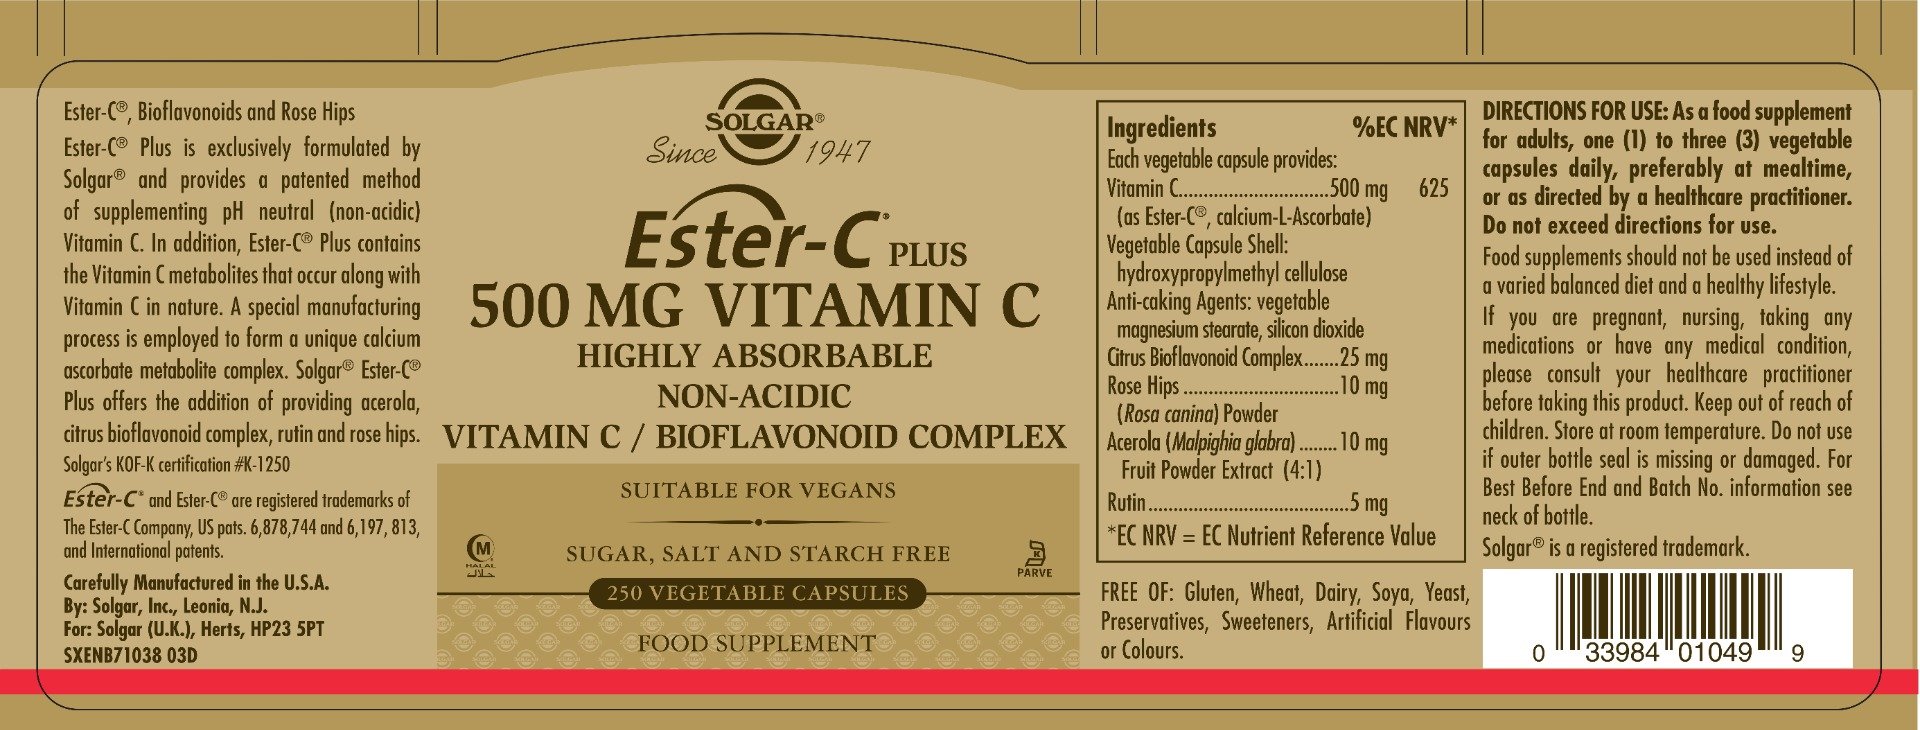 Ester-C®, Bioflavonoids and Rose Hips
Ester-C® Plus is exclusively formulated by
Solgar® and provides a patented method
of supplementing pH neutral (non-acidic)
Vitamin C. In addition, Ester-C® Plus contains
the Vitamin C metabolites that occur along with
Vitamin C in nature. A special manufacturing
process is employed to form a unique calcium
ascorbate metabolite complex. Solgar® Ester-C®
Plus offers the addition of providing acerola,
citrus bioflavonoid complex, rutin and rose hips.
Solgar's KOF-K certification #K-1250
Ester-C® and Ester-C® are registered trademarks of
The Ester-C Company, US pats. 6,878,744 and 6,197, 813,
and International patents.
Carefully Manufactured in the U.S.A.
By: Solgar, Inc., Leonia, N.J.
For: Solgar (U.K.), Herts, HP23 5PT
SXENB71038 03D
SOLGAR®
Since 1947
Ester-C® PLUS
500 MG VITAMIN C
HIGHLY ABSORBABLE
NON-ACIDIC
VITAMIN C / BIOFLAVONOID COMPLEX
SUITABLE FOR VEGANS
SUGAR, SALT AND STARCH FREE
M
HALAL
حلال
K
PARVE
250 VEGETABLE CAPSULES
FOOD SUPPLEMENT
Ingredients %EC NRV*
Each vegetable capsule provides:
Vitamin C..............................500 mg 625
(as Ester-C®, calcium-L-Ascorbate)
Vegetable Capsule Shell:
hydroxypropylmethyl cellulose
Anti-caking Agents: vegetable
magnesium stearate, silicon dioxide
Citrus Bioflavonoid Complex.......25 mg
Rose Hips ...............................10 mg
(Rosa canina) Powder
Acerola (Malpighia glabra) ........10 mg
Fruit Powder Extract (4:1)
Rutin........................................5 mg
*EC NRV = EC Nutrient Reference Value
FREE OF: Gluten, Wheat, Dairy, Soya, Yeast,
Preservatives, Sweeteners, Artificial Flavours
or Colours.
DIRECTIONS FOR USE: As a food supplement
for adults, one (1) to three (3) vegetable
capsules daily, preferably at mealtime,
or as directed by a healthcare practitioner.
Do not exceed directions for use.
Food supplements should not be used instead of
a varied balanced diet and a healthy lifestyle.
If you are pregnant, nursing, taking any
medications or have any medical condition,
please consult your healthcare practitioner
before taking this product. Keep out of reach of
children. Store at room temperature. Do not use
if outer bottle seal is missing or damaged. For
Best Before End and Batch No. information see
neck of bottle.
Solgar® is a registered trademark.
0 33984 01049 9